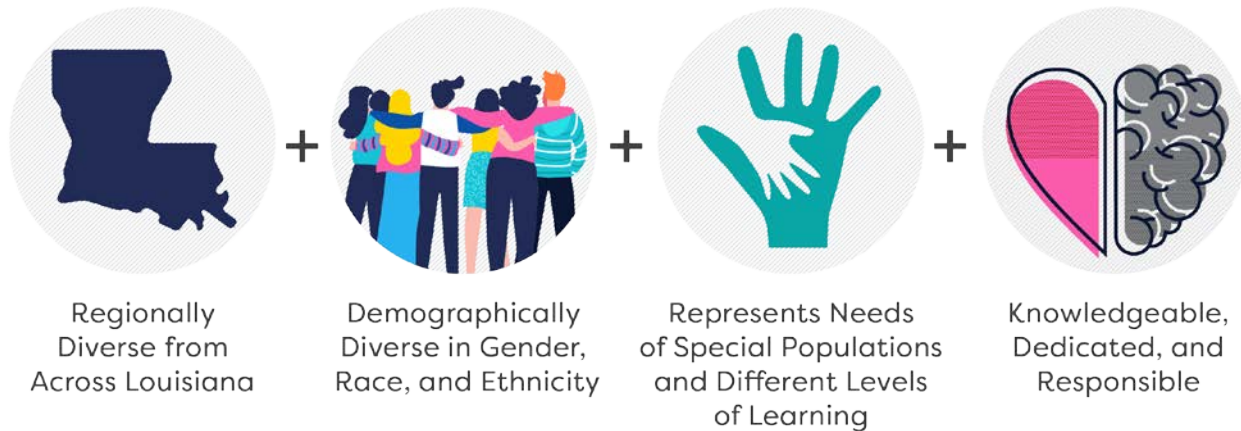 Regionally
Diverse from
Across Louisiana
Demographically
Diverse in Gender,
Race, and Ethnicity
Represents Needs
of Special Populations
and Different Levels
of Learning
Knowledgeable,
Dedicated, and
Responsible